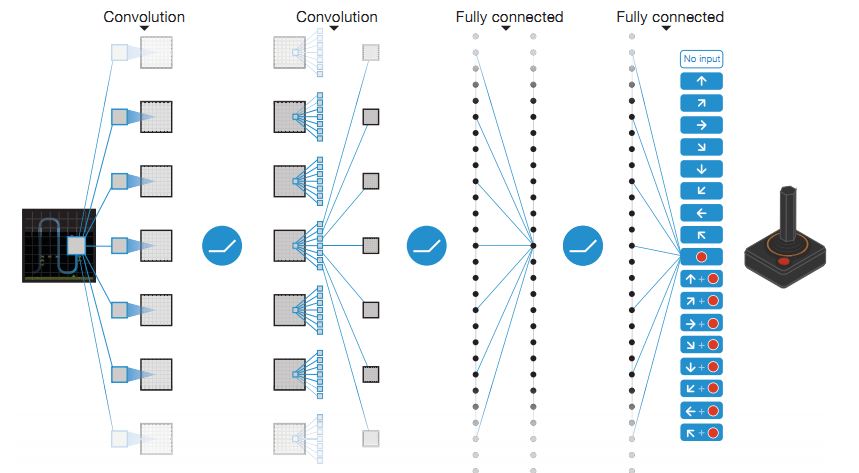 Convolution
Convolution
Fully connected
Fully connected
No input
+
+
+
+
+
+
+
+